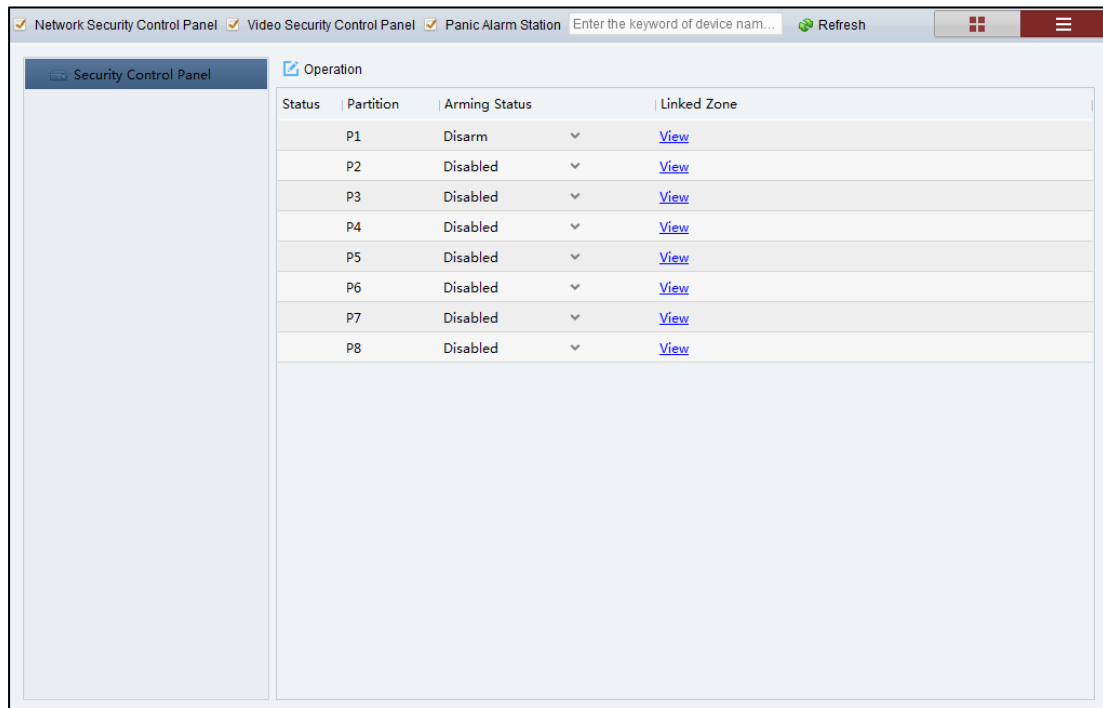 Network Security Control Panel Video Security Control Panel Panic Alarm Station Enter the keyword of device nam... Refresh
Security Control Panel
Operation
Status Partition Arming Status Linked Zone
P1 Disarm View
P2 Disabled View
P3 Disabled View
P4 Disabled View
P5 Disabled View
P6 Disabled View
P7 Disabled View
P8 Disabled View